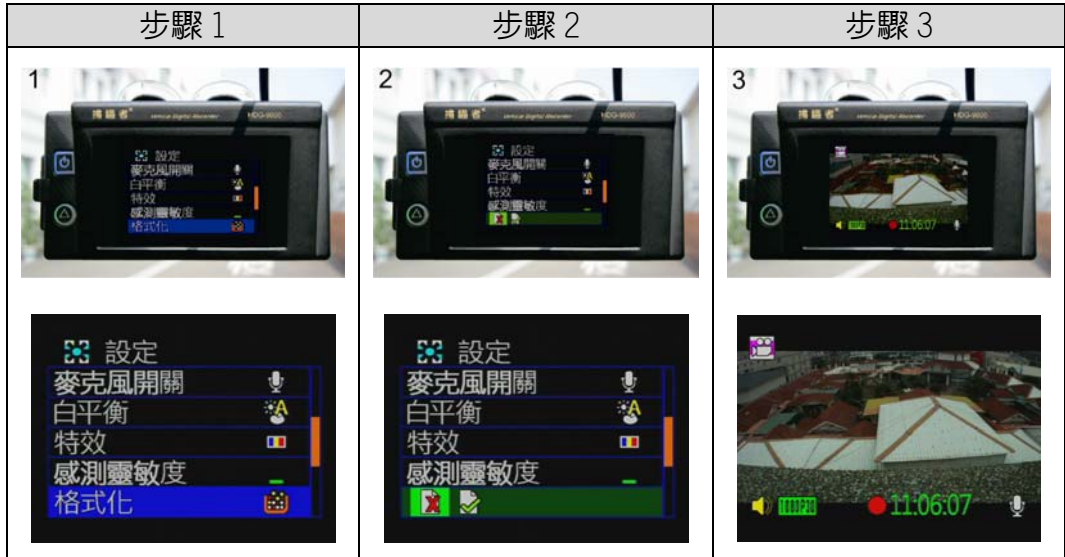 步驟 1
步驟 2
步驟 3
1
設定
麥克風開關
白平衡
特效
感測靈敏度
格式化
2
設定
麥克風開關
白平衡
特效
感測靈敏度
3
11:06:07
設定
麥克風開關
白平衡
特效
感測靈敏度
格式化
設定
麥克風開關
白平衡
特效
感測靈敏度
11:06:07